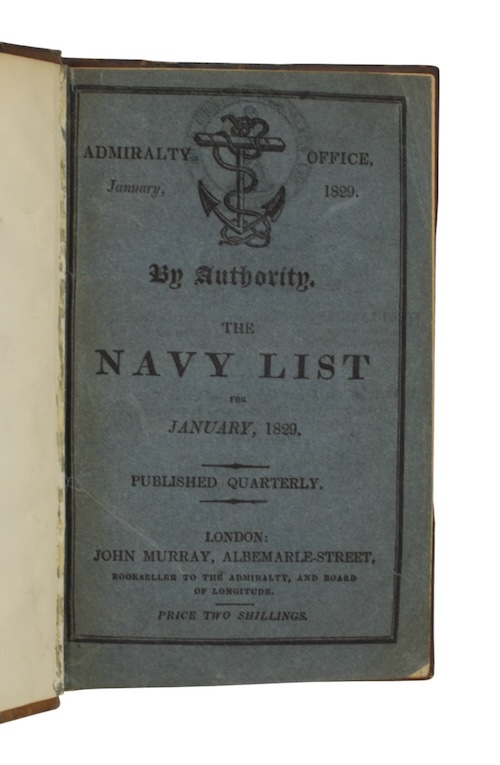 ADMIRALTY OFFICE,
January, 1829.
By Authority.
THE
NAVY LIST
FOR
JANUARY, 1829.
PUBLISHED QUARTERLY.
LONDON:
JOHN MURRAY, ALBEMARLE-STREET,
BOOKSELLER TO THE ADMIRALTY, AND BOARD
OF LONGITUDE.
PRICE TWO SHILLINGS.